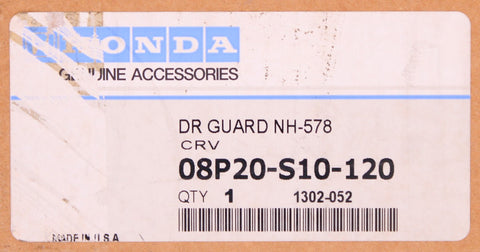 HONDA
GENUINE ACCESSORIES
DR GUARD NH-578
CRV
08P20-S10-120
QTY 1 1302-052
MADE IN U.S.A